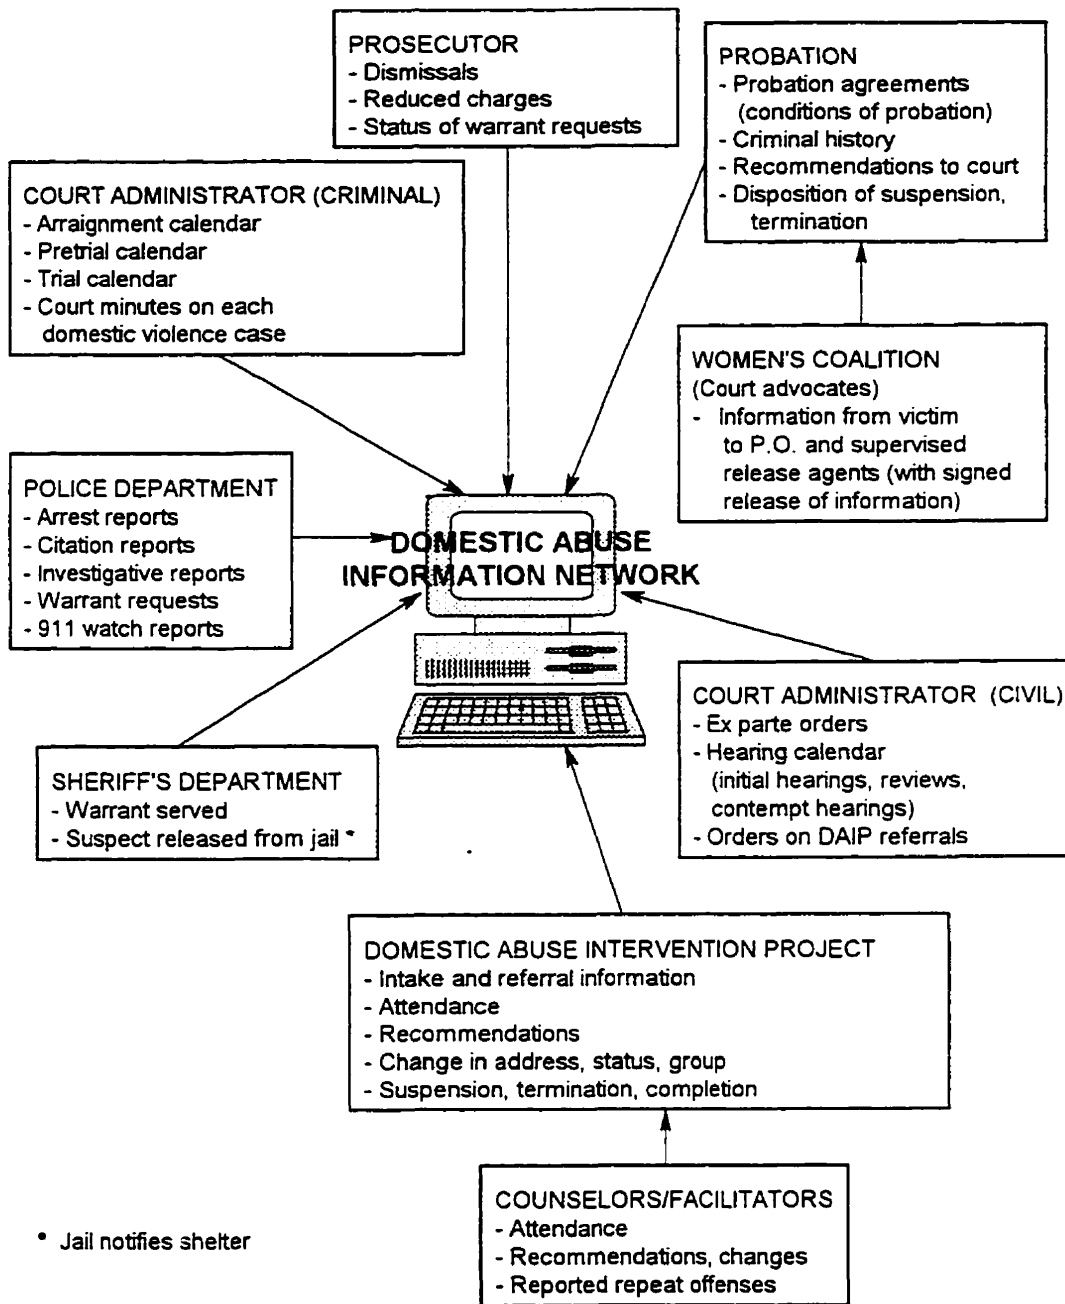 PROSECUTOR
- Dismissals
- Reduced charges
- Status of warrant requests
PROBATION
- Probation agreements
(conditions of probation)
- Criminal history
- Recommendations to court
- Disposition of suspension,
termination
COURT ADMINISTRATOR (CRIMINAL)
- Arraignment calendar
- Pretrial calendar
- Trial calendar
- Court minutes on each
domestic violence case
WOMEN'S COALITION
(Court advocates)
- Information from victim
to P.O. and supervised
release agents (with signed
release of information)
POLICE DEPARTMENT
- Arrest reports
- Citation reports
- Investigative reports
- Warrant requests
- 911 watch reports
DOMESTIC ABUSE
INFORMATION NETWORK
COURT ADMINISTRATOR (CIVIL)
- Ex parte orders
- Hearing calendar
(initial hearings, reviews,
contempt hearings)
- Orders on DAIP referrals
SHERIFF'S DEPARTMENT
- Warrant served
- Suspect released from jail *
DOMESTIC ABUSE INTERVENTION PROJECT
- Intake and referral information
- Attendance
- Recommendations
- Change in address, status, group
- Suspension, termination, completion
COUNSELORS/FACILITATORS
- Attendance
- Recommendations, changes
- Reported repeat offenses
* Jail notifies shelter